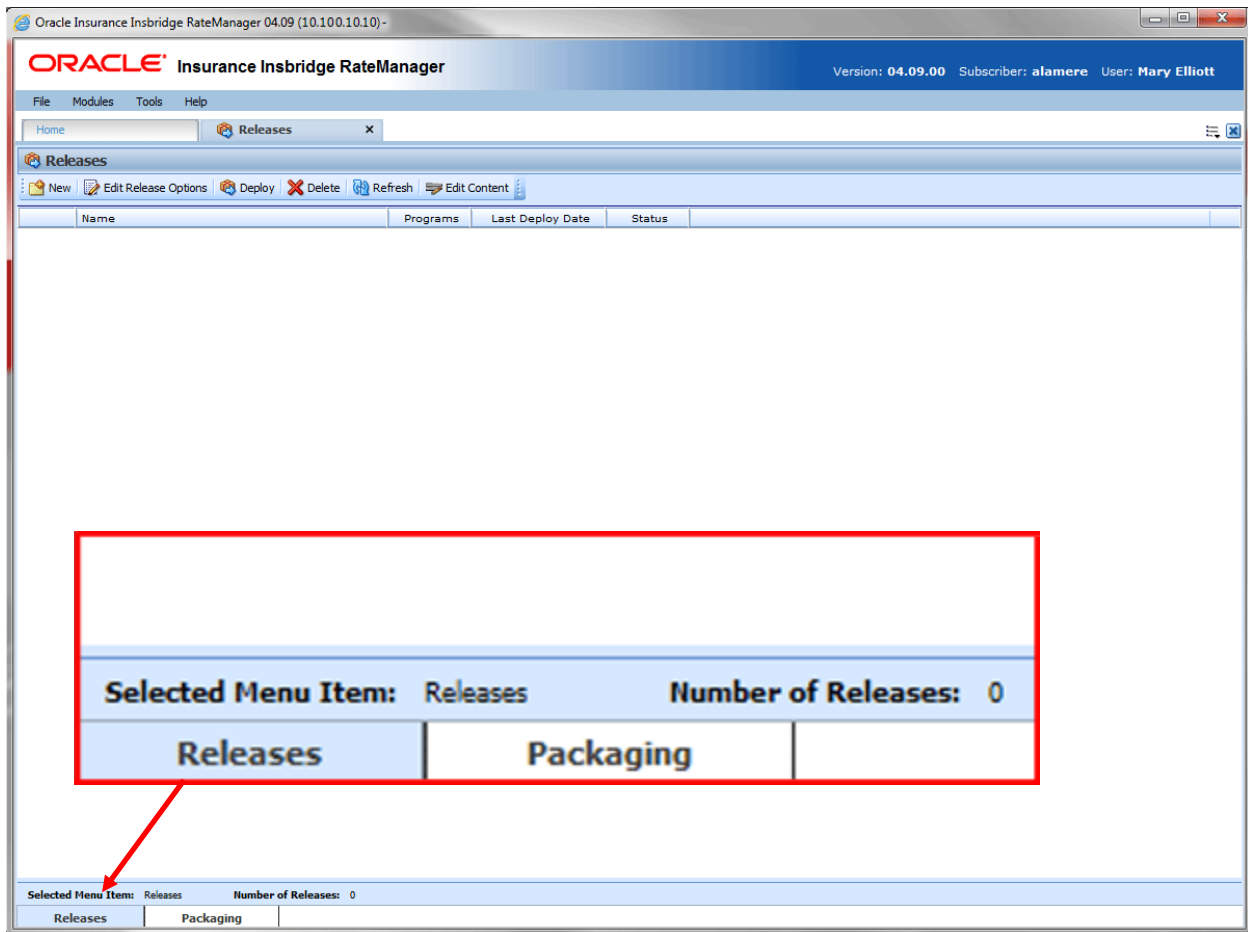 Oracle Insurance Insbridge RateManager 04.09 (10.100.10.10) -
ORACLE Insurance Insbridge RateManager
Version: 04.09.00 Subscriber: alamere User: Mary Elliott
File Modules Tools Help
Home Releases x
Releases
New Edit Release Options Deploy Delete Refresh Edit Content
Name Programs Last Deploy Date Status
Selected Menu Item: Releases Number of Releases: 0
Releases Packaging
Selected Menu Item: Releases Number of Releases: 0
Releases Packaging